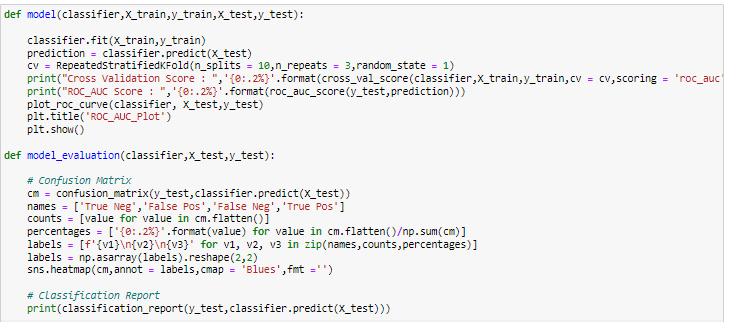 def model(classifier,X_train,y_train,X_test,y_test):
    classifier.fit(X_train,y_train)
    prediction = classifier.predict(X_test)
    cv = RepeatedStratifiedKFold(n_splits = 10,n_repeats = 3,random_state = 1)
    print("Cross Validation Score : ",'{0:.2%}'.format(cross_val_score(classifier,X_train,y_train,cv = cv,scoring = 'roc_auc'
    print("ROC_AUC Score : ",'{0:.2%}'.format(roc_auc_score(y_test,prediction)))
    plot_roc_curve(classifier, X_test,y_test)
    plt.title('ROC_AUC_Plot')
    plt.show()
def model_evaluation(classifier,X_test,y_test):
    # Confusion Matrix
    cm = confusion_matrix(y_test,classifier.predict(X_test))
    names = ['True Neg','False Pos','False Neg','True Pos']
    counts = [value for value in cm.flatten()]
    percentages = ['{0:.2%}'.format(value) for value in cm.flatten()/np.sum(cm)]
    labels = [f'{v1}\n{v2}\n{v3}' for v1, v2, v3 in zip(names,counts,percentages)]
    labels = np.asarray(labels).reshape(2,2)
    sns.heatmap(cm,annot = labels,cmap = 'Blues',fmt ='')
    # Classification Report
    print(classification_report(y_test,classifier.predict(X_test)))